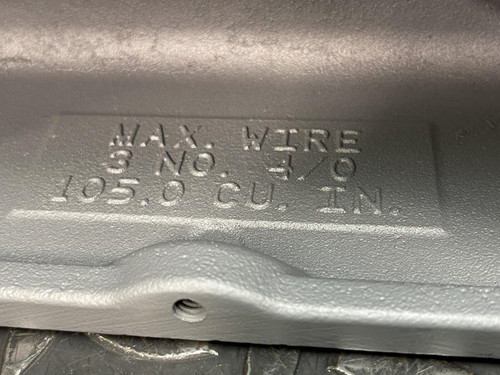 MAX. WIRE
3 NO. 4/0
105.0 CU. IN.